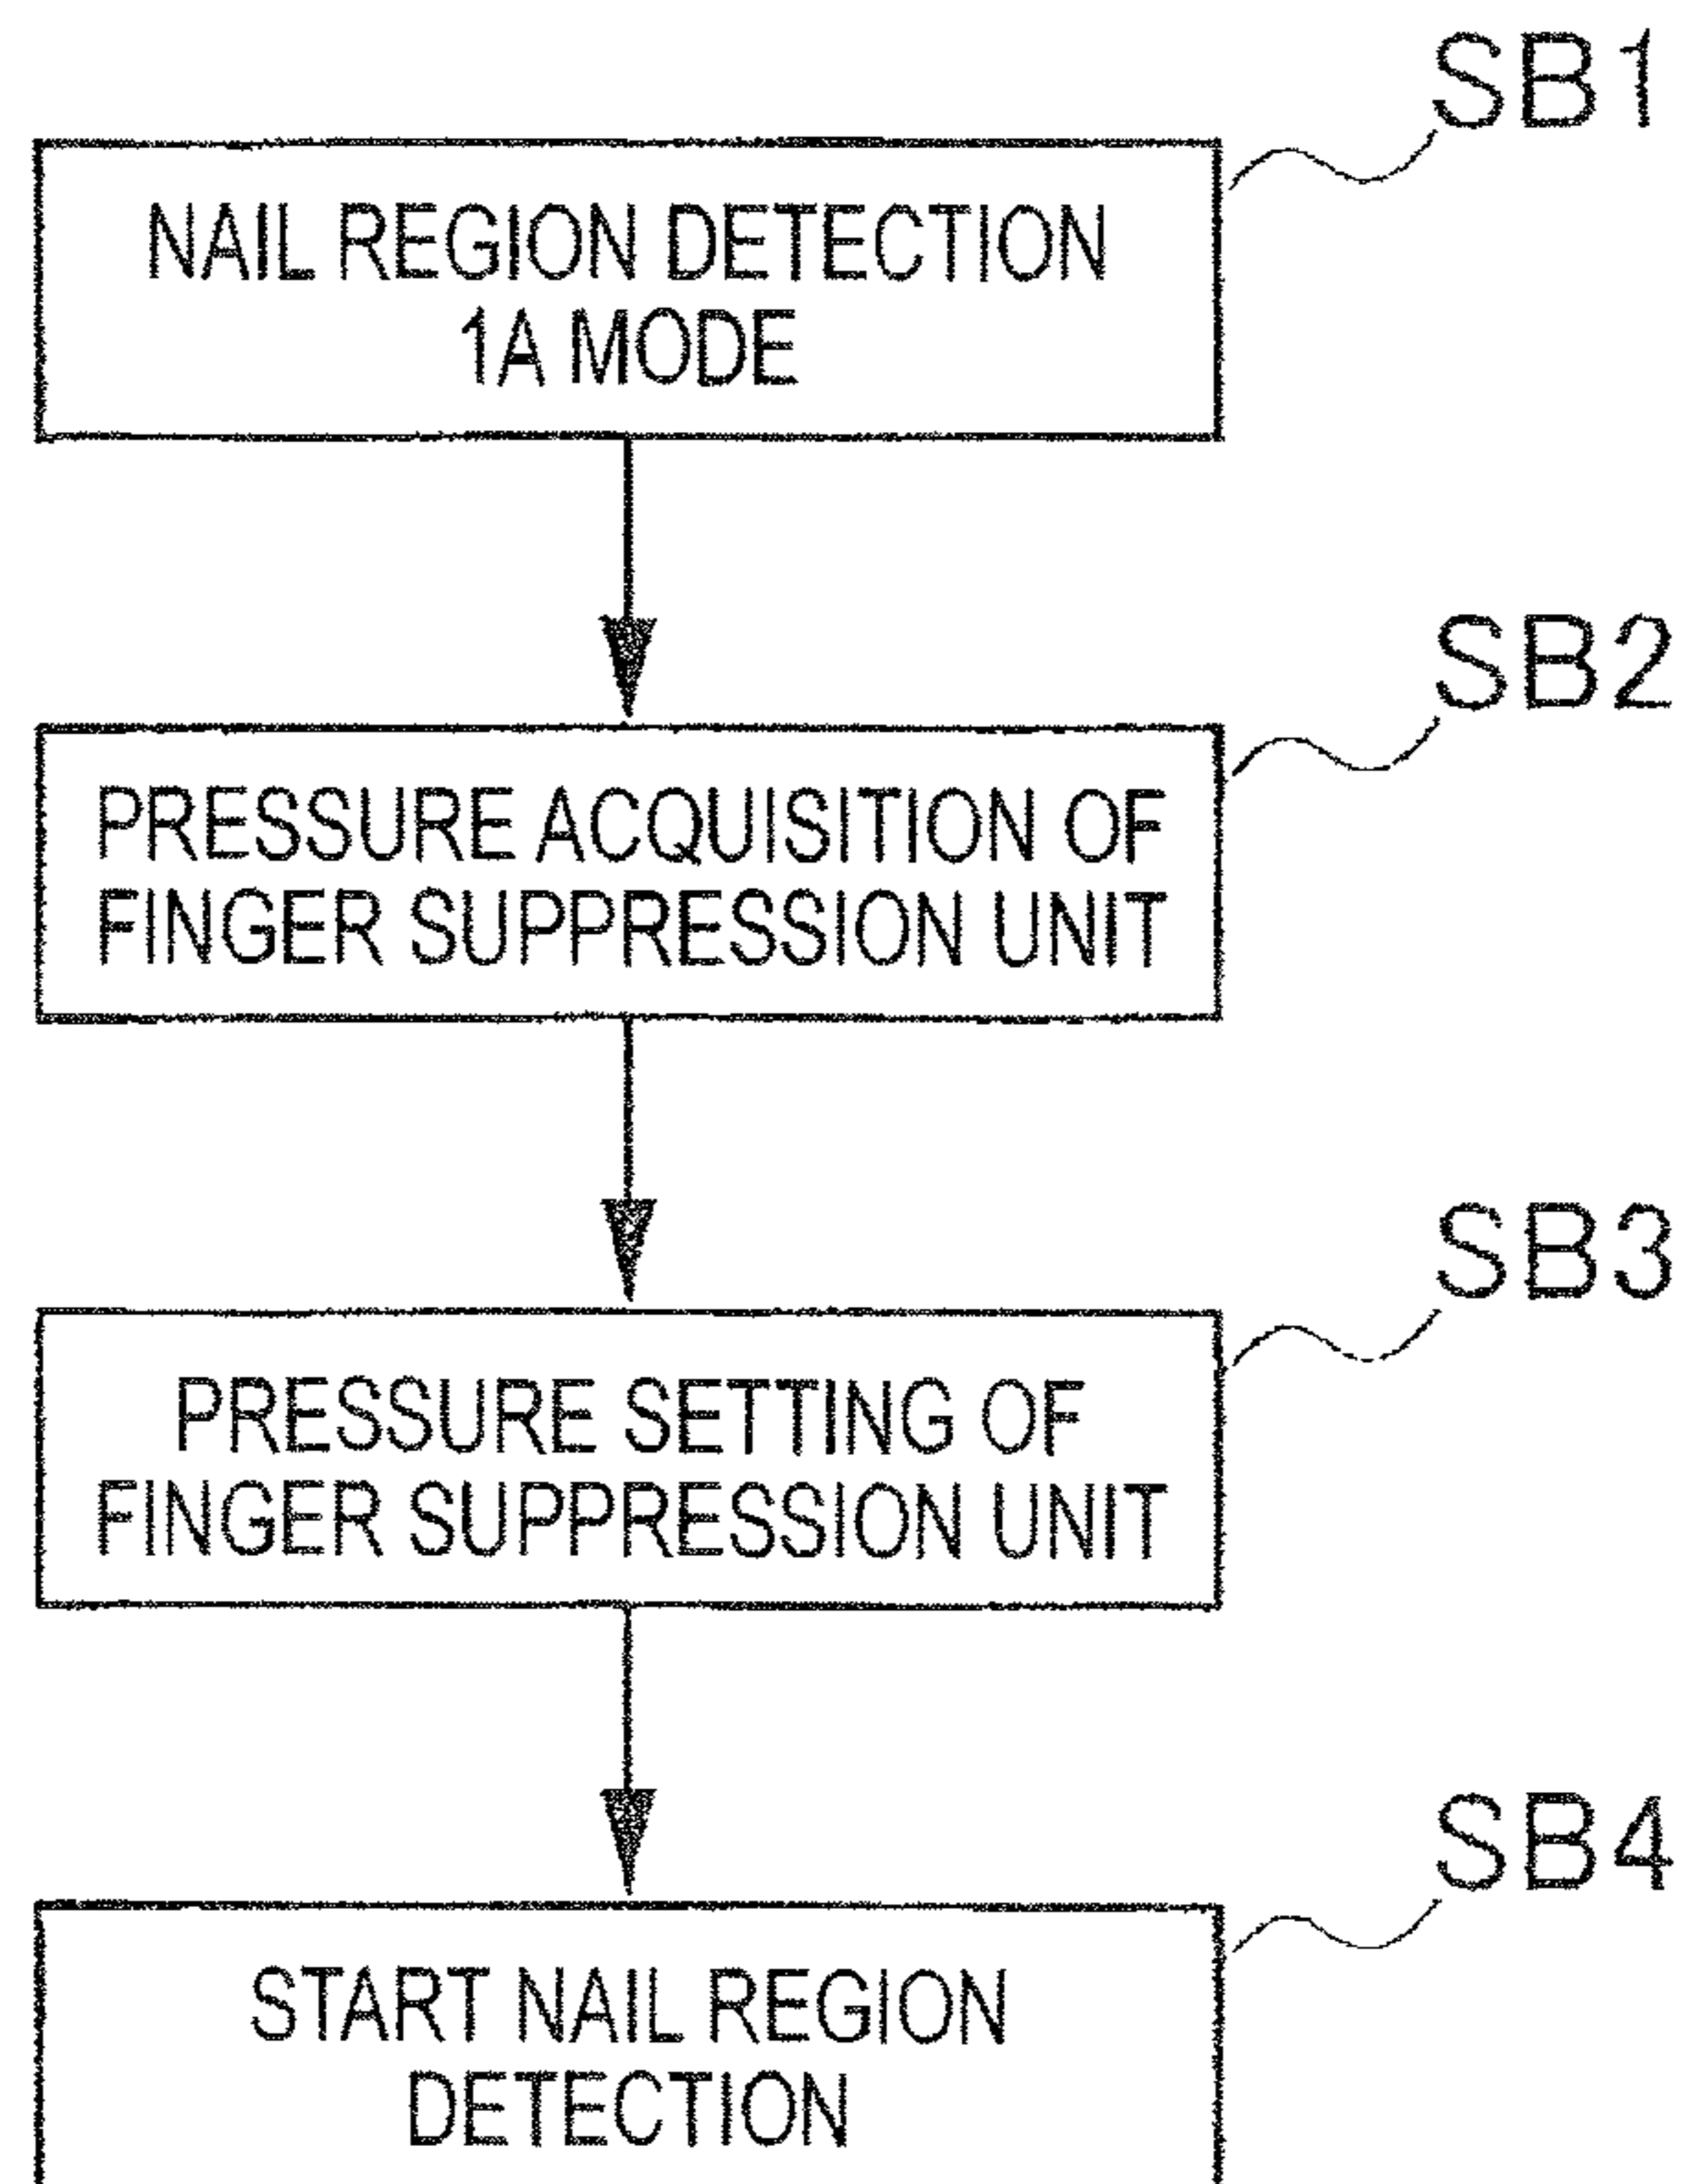 SB1
NAIL REGION DETECTION
1A MODE
SB2
PRESSURE ACQUISITION OF
FINGER SUPPRESSION UNIT
SB3
PRESSURE SETTING OF
FINGER SUPPRESSION UNIT
SB4
START NAIL REGION
DETECTION